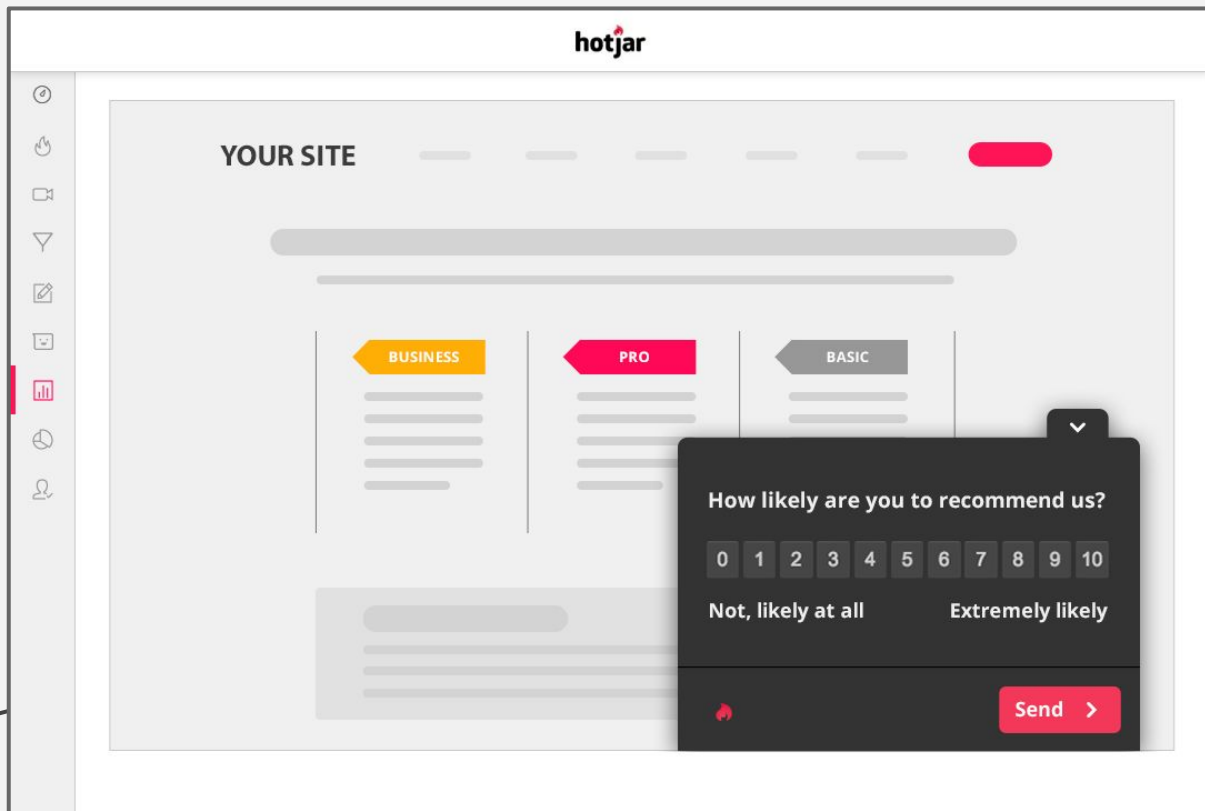 hotjar
YOUR SITE
BUSINESS PRO BASIC
How likely are you to recommend us?
0 1 2 3 4 5 6 7 8 9 10
Not, likely at all Extremely likely
Send